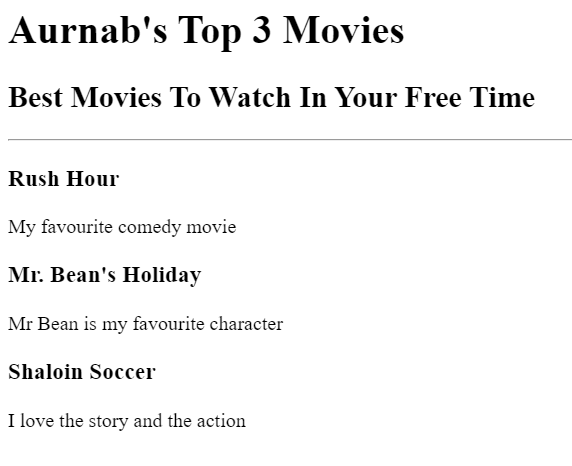 Aurnab's Top 3 Movies
Best Movies To Watch In Your Free Time
Rush Hour
My favourite comedy movie
Mr. Bean's Holiday
Mr Bean is my favourite character
Shaloin Soccer
I love the story and the action